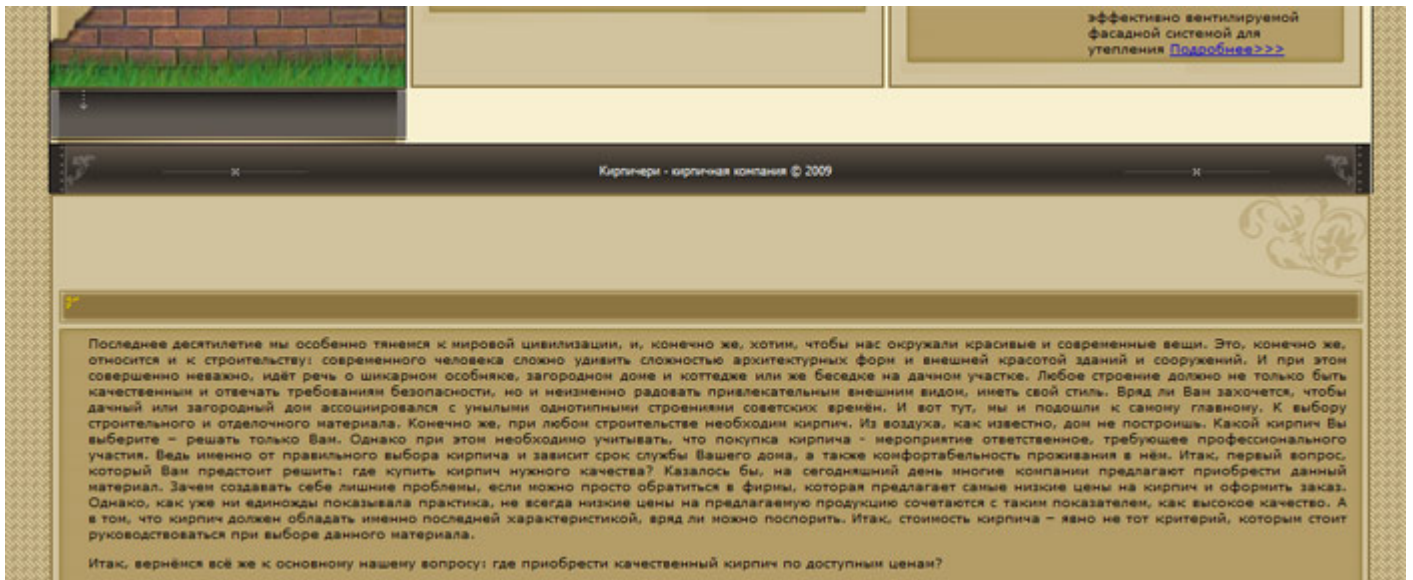 эффективно вентилируемой
фасадной системой для
утепления Подробнее>>>
Кирпичери - кирпичная компания © 2009
Последнее десятилетие мы особенно тянемся к мировой цивилизации, и, конечно же, хотим, чтобы нас окружали красивые и современные вещи. Это, конечно же,
относится и к строительству: современного человека сложно удивить сложностью архитектурных форм и внешней красотой зданий и сооружений. И при этом
совершенно неважно, идёт речь о шикарном особняке, загородном доме и коттедже или же беседке на дачном участке. Любое строение должно не только быть
качественным и отвечать требованиям безопасности, но и неизменно радовать привлекательным внешним видом, иметь свой стиль. Вряд ли Вам захочется, чтобы
дачный или загородный дом ассоциировался с унылыми однотипными строениями советских времён. И вот тут, мы и подошли к самому главному. К выбору
строительного и отделочного материала. Конечно же, при любом строительстве необходим кирпич. Из воздуха, как известно, дом не построишь. Какой кирпич Вы
выберите – решать только Вам. Однако при этом необходимо учитывать, что покупка кирпича - мероприятие ответственное, требующее профессионального
участия. Ведь именно от правильного выбора кирпича и зависит срок службы Вашего дома, а также комфортабельность проживания в нём. Итак, первый вопрос,
который Вам предстоит решить: где купить кирпич нужного качества? Казалось бы, на сегодняшний день многие компании предлагают приобрести данный
материал. Зачем создавать себе лишние проблемы, если можно просто обратиться в фирмы, которая предлагает самые низкие цены на кирпич и оформить заказ.
Однако, как уже ни единожды показывала практика, не всегда низкие цены на предлагаемую продукцию сочетаются с таким показателем, как высокое качество. А
в том, что кирпич должен обладать именно последней характеристикой, вряд ли можно поспорить. Итак, стоимость кирпича – явно не тот критерий, которым стоит
руководствоваться при выборе данного материала.
Итак, вернёмся всё же к основному нашему вопросу: где приобрести качественный кирпич по доступным ценам?